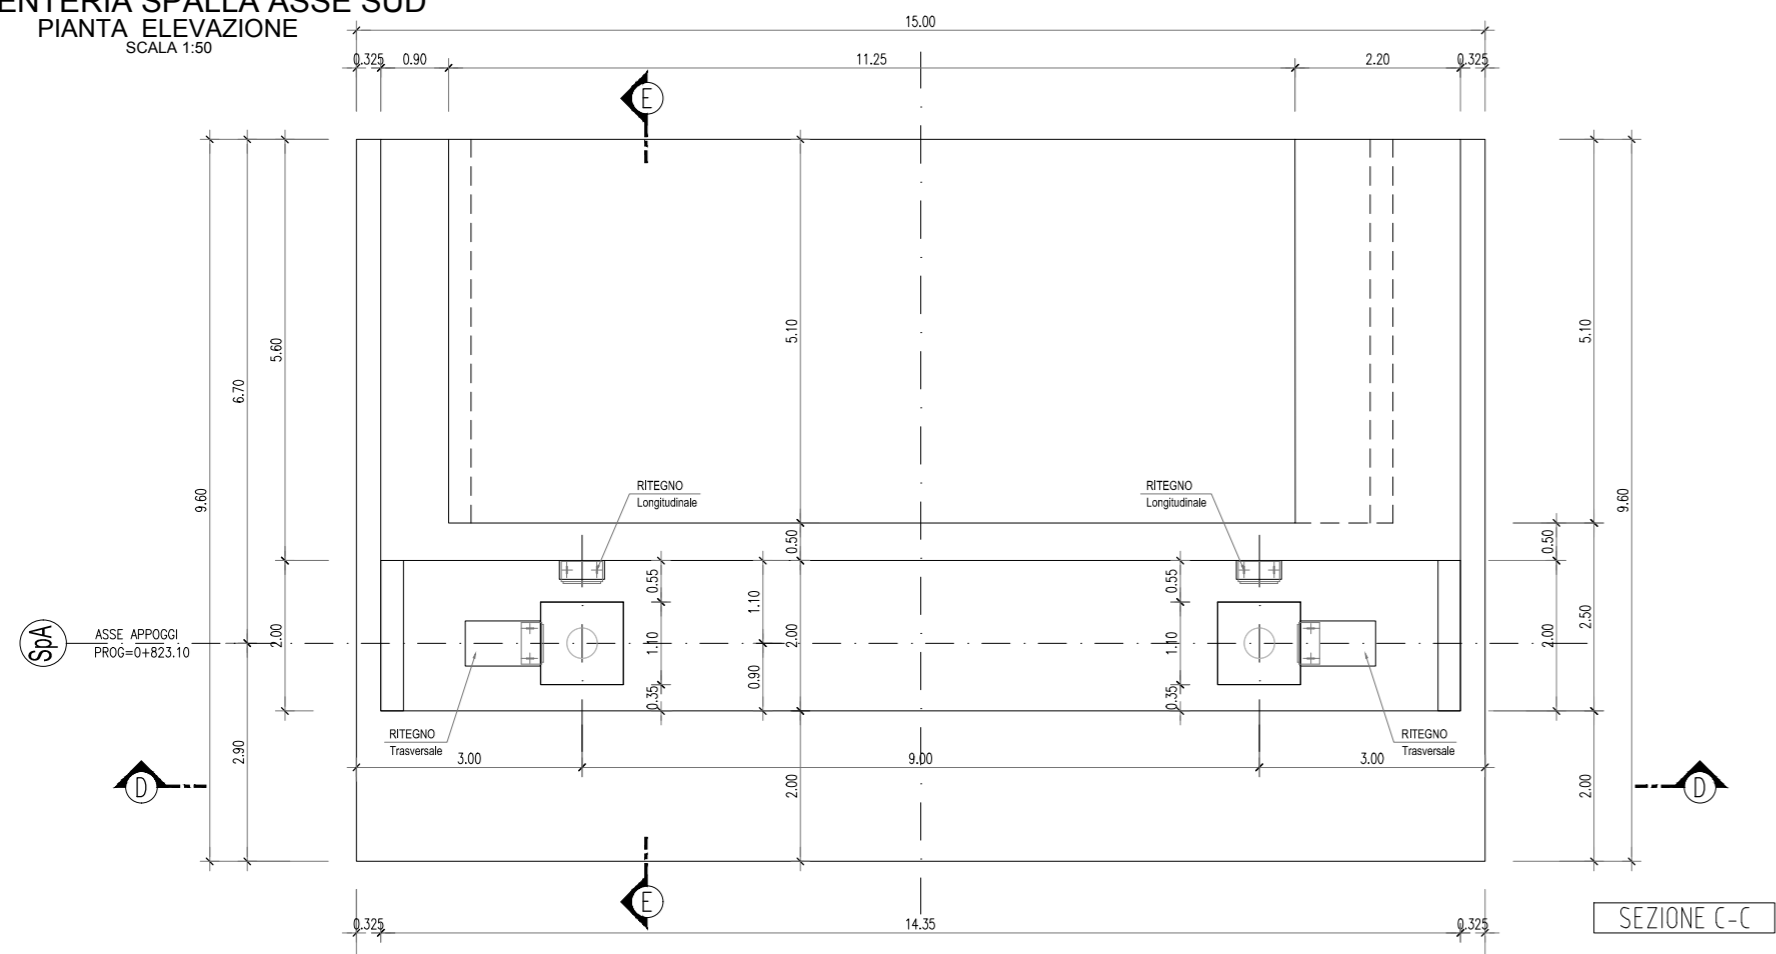 ENTERIA SPALLA ASSE SUD
PIANTA ELEVAZIONE
SCALA 1:50
15.00
0.325 0.90 11.25 2.20 0.325
E
5.10
5.10
5.60
6.70
9.60
9.60
RITEGNO
Longitudinale
RITEGNO
Longitudinale
0.50
0.50
0.55
1.10
0.55
2.50
SpA
ASSE APPOGGI
PROG=0+823.10
2.00
1.10
2.00
1.10
2.00
0.90
0.35
0.35
RITEGNO
Trasversale
RITEGNO
Trasversale
2.90
3.00 9.00 3.00
D
2.00
2.00
D
E
0.325 14.35 0.325
SEZIONE C-C